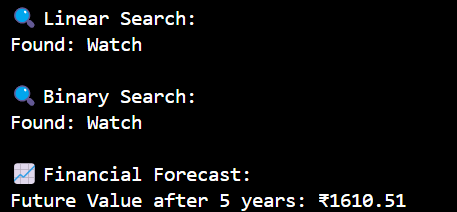 🔍 Linear Search:
Found: Watch
🔍 Binary Search:
Found: Watch
📈 Financial Forecast:
Future Value after 5 years: ₹1610.51